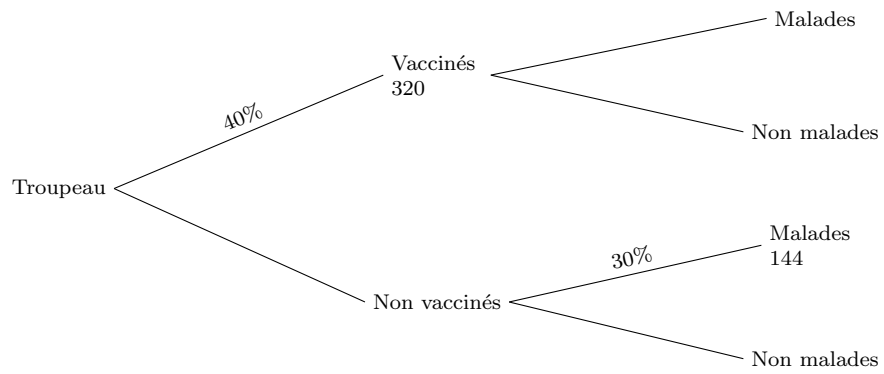 Malades
Vaccinés
320
40%
Non malades
Troupeau
Malades
144
30%
Non vaccinés
Non malades